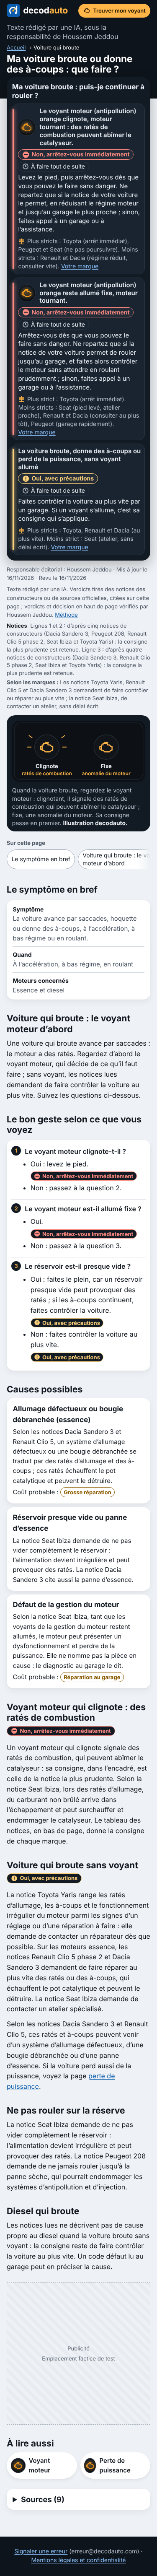 decodauto
Trouver mon voyant
Texte rédigé par une IA, sous la
responsabilité de Houssem Jeddou
Accueil › Voiture qui broute
Ma voiture broute ou donne
des à-coups : que faire ?
Ma voiture broute : puis-je continuer à
rouler ?
Le voyant moteur (antipollution)
orange clignote, moteur
tournant : des ratés de
combustion peuvent abîmer le
catalyseur.
Non, arrêtez-vous immédiatement
À faire tout de suite
Levez le pied, puis arrêtez-vous dès que
vous pouvez le faire sans danger. Ne
repartez que si la notice de votre voiture
le permet, en évitant de monter en régime
et jusqu'au garage le plus proche ; sinon,
faites appel à un garage ou à
l'assistance.
Plus stricts : Toyota (arrêt immédiat),
Peugeot et Seat (ne pas poursuivre). Moins
stricts : Renault et Dacia (régime réduit,
consulter vite). Votre marque
Le voyant moteur (antipollution)
orange reste allumé fixe, moteur
tournant.
Non, arrêtez-vous immédiatement
À faire tout de suite
Arrêtez-vous dès que vous pouvez le
faire sans danger. N'en repartez que si la
notice de votre voiture le permet de rouler
jusqu'au garage, et faites alors contrôler
le véhicule en évitant de monter en
régime et en roulant prudemment ; sinon, faites appel à un
garage ou à l'assistance.
Plus strict : Toyota (arrêt immédiat).
Moins stricts : Seat (pied levé, atelier
proche), Renault et Dacia (consulter au plus
tôt), Peugeot (garage rapidement).
Votre marque
La voiture broute, donne des à-coups ou
perd de la puissance, sans voyant
allumé
Oui, avec précautions
À faire tout de suite
Faites contrôler la voiture au plus vite par
un garage. Si un voyant s'allume, c'est sa
consigne qui s'applique.
Plus stricts : Toyota, Renault et Dacia (au
plus vite). Moins strict : Seat (atelier, sans
délai écrit). Votre marque
Responsable éditorial : Houssem Jeddou · Mis à jour le
16/11/2026 · Revu le 16/11/2026
Texte rédigé par une IA. Verdicts tirés des notices des
constructeurs ou de sources officielles, citées sur cette
page ; verdicts et données en haut de page vérifiés par
Houssem Jeddou. Méthode
Notices Lignes 1 et 2 : d'après cinq notices de
constructeurs (Dacia Sandero 3, Peugeot 208, Renault
Clio 5 phase 2, Seat Ibiza et Toyota Yaris) : la consigne
la plus prudente est retenue. Ligne 3 : d'après quatre
notices de constructeurs (Dacia Sandero 3, Renault Clio
5 phase 2, Seat Ibiza et Toyota Yaris) : la consigne la
plus prudente est retenue.
Selon les marques : Les notices Toyota Yaris, Renault
Clio 5 et Dacia Sandero 3 demandent de faire contrôler
ou réparer au plus vite ; la notice Seat Ibiza, de
contacter un atelier, sans délai écrit.
Clignote
ratés de combustion
Fixe
anomalie du moteur
Quand la voiture broute, regardez le voyant
moteur : clignotant, il signale des ratés de
combustion qui peuvent abîmer le catalyseur ;
fixe, une anomalie du moteur. Sa consigne
passe en premier. Illustration decodauto.
Sur cette page
Le symptôme en bref
Voiture qui broute : le
moteur d'abord
Le symptôme en bref
Symptôme
La voiture avance par saccades, hoquette
ou donne des à-coups, à l'accélération, à
bas régime ou en roulant.
Quand
À l'accélération, à bas régime, en roulant
Moteurs concernés
Essence et diesel
Voiture qui broute : le voyant
moteur d'abord
Une voiture qui broute avance par saccades :
le moteur a des ratés. Regardez d'abord le
voyant moteur, qui décide de ce qu'il faut
faire ; sans voyant, les notices lues
demandent de faire contrôler la voiture au
plus vite. Suivez les questions ci-dessous.
Le bon geste selon ce que vous
voyez
1 Le voyant moteur clignote-t-il ?
• Oui : levez le pied.
Non, arrêtez-vous immédiatement
• Non : passez à la question 2.
2 Le voyant moteur est-il allumé fixe ?
• Oui.
Non, arrêtez-vous immédiatement
• Non : passez à la question 3.
3 Le réservoir est-il presque vide ?
• Oui : faites le plein, car un réservoir
presque vide peut provoquer des
ratés ; si les à-coups continuent,
faites contrôler la voiture.
Oui, avec précautions
• Non : faites contrôler la voiture au
plus vite.
Oui, avec précautions
Causes possibles
Allumage défectueux ou bougie
débranchée (essence)
Selon les notices Dacia Sandero 3 et
Renault Clio 5, un système d'allumage
défectueux ou une bougie débranchée se
traduit par des ratés d'allumage et des à-
coups ; ces ratés échauffent le pot
catalytique et peuvent le détruire.
Coût probable : Grosse réparation
Réservoir presque vide ou panne
d'essence
La notice Seat Ibiza demande de ne pas
vider complètement le réservoir :
l'alimentation devient irrégulière et peut
provoquer des ratés. La notice Dacia
Sandero 3 cite aussi la panne d'essence.
Défaut de la gestion du moteur
Selon la notice Seat Ibiza, tant que les
voyants de la gestion du moteur restent
allumés, le moteur peut présenter un
dysfonctionnement et perdre de la
puissance. Elle ne nomme pas la pièce en
cause : le diagnostic au garage le dit.
Coût probable : Réparation au garage
Voyant moteur qui clignote : des
ratés de combustion
Non, arrêtez-vous immédiatement
Un voyant moteur qui clignote signale des
ratés de combustion, qui peuvent abîmer le
catalyseur : sa consigne, dans l'encadré, est
celle de la notice la plus prudente. Selon la
notice Seat Ibiza, lors des ratés d'allumage,
du carburant non brûlé arrive dans
l'échappement et peut surchauffer et
endommager le catalyseur. Le tableau des
notices, en bas de page, donne la consigne
de chaque marque.
Voiture qui broute sans voyant
Oui, avec précautions
La notice Toyota Yaris range les ratés
d'allumage, les à-coups et le fonctionnement
irrégulier du moteur parmi les signes d'un
réglage ou d'une réparation à faire : elle
demande de contacter un réparateur dès que
possible. Sur les moteurs essence, les
notices Renault Clio 5 phase 2 et Dacia
Sandero 3 demandent de faire réparer au
plus vite des ratés ou des à-coups, qui
échauffent le pot catalytique et peuvent le
détruire. La notice Seat Ibiza demande de
contacter un atelier spécialisé.
Selon les notices Dacia Sandero 3 et Renault
Clio 5, ces ratés et à-coups peuvent venir
d'un système d'allumage défectueux, d'une
bougie débranchée ou d'une panne
d'essence. Si la voiture perd aussi de la
puissance, voyez la page perte de
puissance.
Ne pas rouler sur la réserve
La notice Seat Ibiza demande de ne pas
vider complètement le réservoir :
l'alimentation devient irrégulière et peut
provoquer des ratés. La notice Peugeot 208
demande de ne jamais rouler jusqu'à la
panne sèche, qui pourrait endommager les
systèmes d'antipollution et d'injection.
Diesel qui broute
Les notices lues ne décrivent pas de cause
propre au diesel quand la voiture broute sans
voyant : la consigne reste de faire contrôler
la voiture au plus vite. Un code défaut lu au
garage peut en préciser la cause.
Publicité
Emplacement factice de test
À lire aussi
Voyant
moteur
Perte de
puissance
▸ Sources (9)
Signaler une erreur (erreur@decodauto.com) ·
Mentions légales et confidentialité